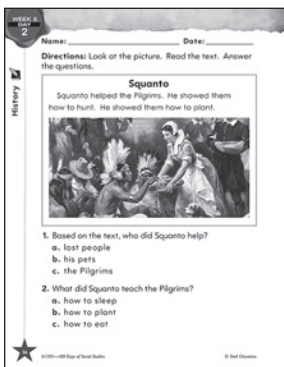 WEEK 5
DAY
2
Name: Date:
Directions: Look at the picture. Read the text. Answer
the questions.
History
Squanto
Squanto helped the Pilgrims. He showed them
how to hunt. He showed them how to plant.
1. Based on the text, who did Squanto help?
a. lost people
b. his pets
c. the Pilgrims
2. What did Squanto teach the Pilgrims?
a. how to sleep
b. how to plant
c. how to eat
Days of Social Studies
© Shell Education